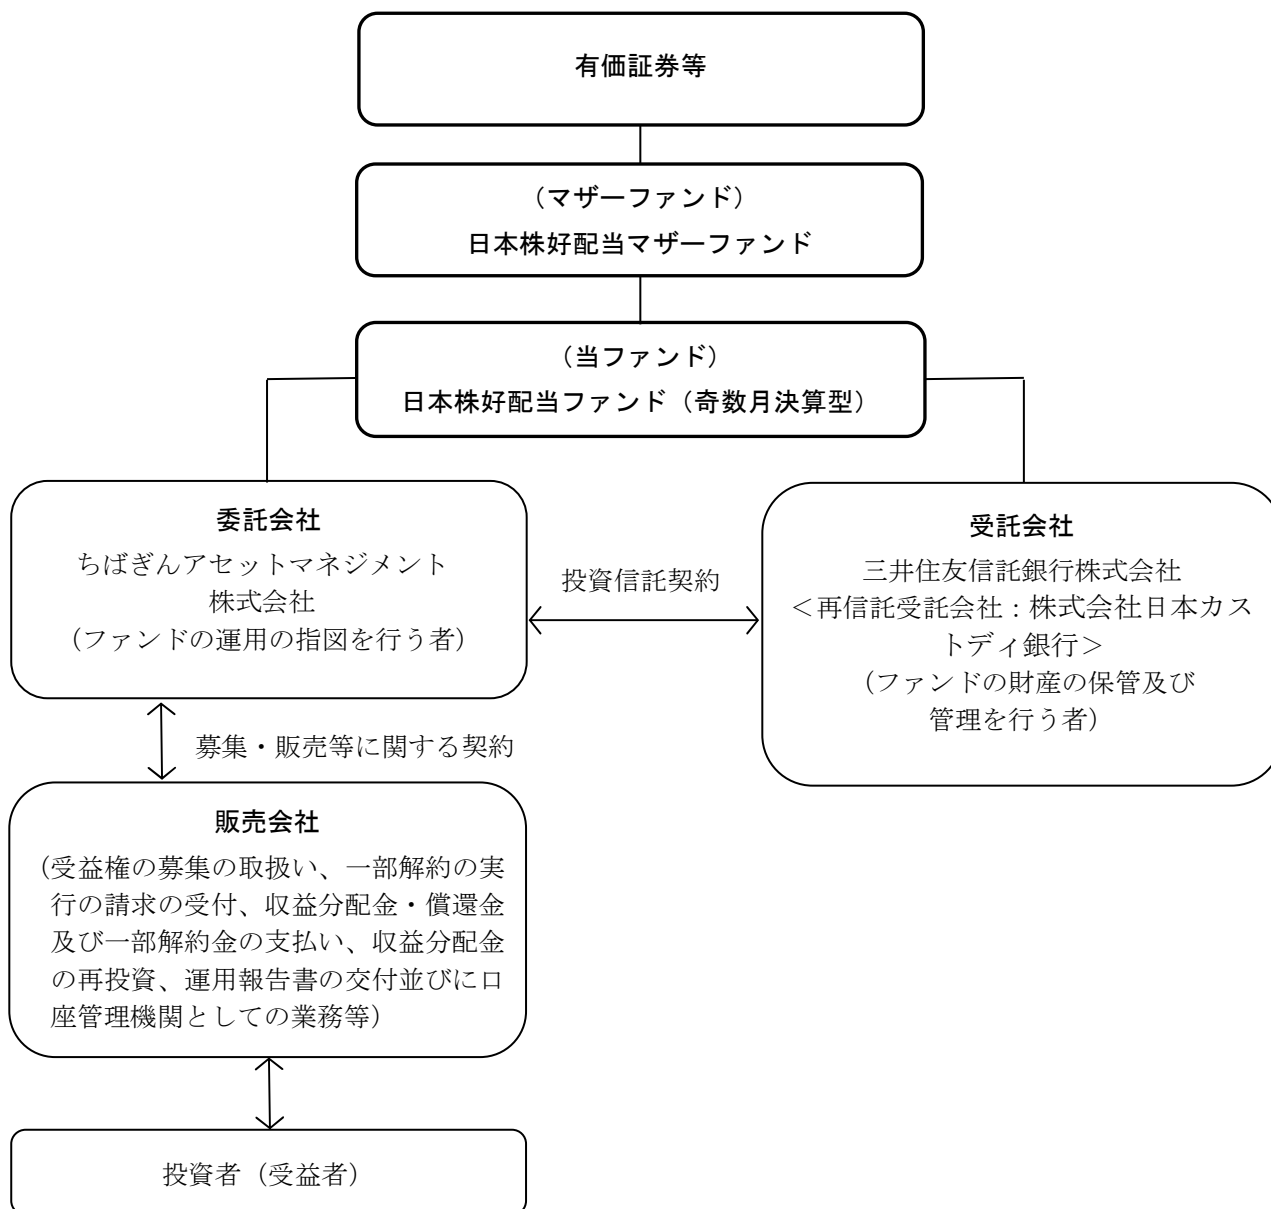 有価証券等
（マザーファンド）
日本株好配当マザーファンド
（当ファンド）
日本株好配当ファンド（奇数月決算型）
委託会社
ちばぎんアセットマネジメント
株式会社
（ファンドの運用の指図を行う者）
投資信託契約
受託会社
三井住友信託銀行株式会社
＜再信託受託会社：株式会社日本カス
トディ銀行＞
（ファンドの財産の保管及び
管理を行う者）
募集・販売等に関する契約
販売会社
（受益権の募集の取扱い、一部解約の実
行の請求の受付、収益分配金・償還金
及び一部解約金の支払い、収益分配金
の再投資、運用報告書の交付並びに口
座管理機関としての業務等）
投資者（受益者）